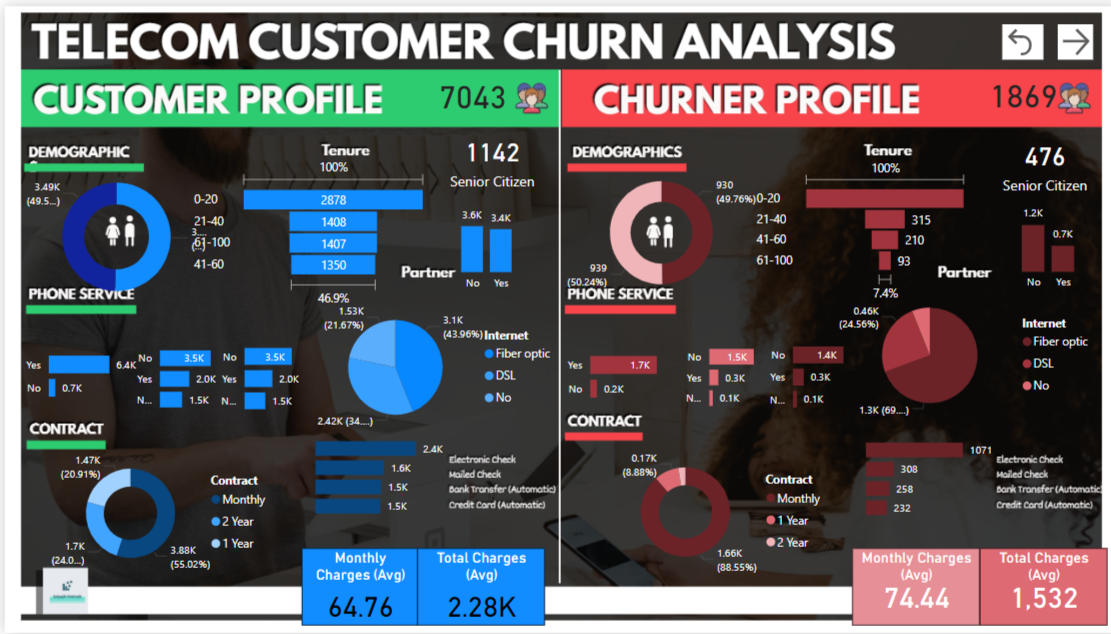 TELECOM CUSTOMER CHURN ANALYSIS
CUSTOMER PROFILE
7043
DEMOGRAPHIC
3.49K
(49.5...)
3....
(...)
Tenure
100%
0-20
2878
21-40
1408
61-100
1407
41-60
1350
46.9%
1142
Senior Citizen
3.6K
3.4K
No
Yes
Partner
PHONE SERVICE
Yes
6.4K
No
0.7K
No
3.5K
Yes
2.0K
N...
1.5K
No
3.5K
Yes
2.0K
N...
1.5K
1.53K
(21.67%)
3.1K
(43.96%)
2.42K (34....)
Internet
Fiber optic
DSL
No
CONTRACT
1.47K
(20.91%)
1.7K
(24.0...)
3.88K
(55.02%)
Contract
Monthly
2 Year
1 Year
2.4K
1.6K
1.5K
1.5K
Electronic Check
Mailed Check
Bank Transfer (Automatic)
Credit Card (Automatic)
Monthly
Charges (Avg)
64.76
Total Charges
(Avg)
2.28K
CHURNER PROFILE
1869
DEMOGRAPHICS
930
(49.76%)
939
(50.24%)
Tenure
100%
0-20
21-40
315
41-60
210
61-100
93
7.4%
476
Senior Citizen
1.2K
0.7K
No
Yes
Partner
PHONE SERVICE
Yes
1.7K
No
0.2K
No
1.5K
Yes
0.3K
N...
0.1K
No
1.4K
Yes
0.3K
N...
0.1K
0.46K
(24.56%)
1.3K (69....)
Internet
Fiber optic
DSL
No
CONTRACT
0.17K
(8.88%)
1.66K
(88.55%)
Contract
Monthly
1 Year
2 Year
1071
308
258
232
Electronic Check
Mailed Check
Bank Transfer (Automatic)
Credit Card (Automatic)
Monthly Charges
(Avg)
74.44
Total Charges
(Avg)
1,532